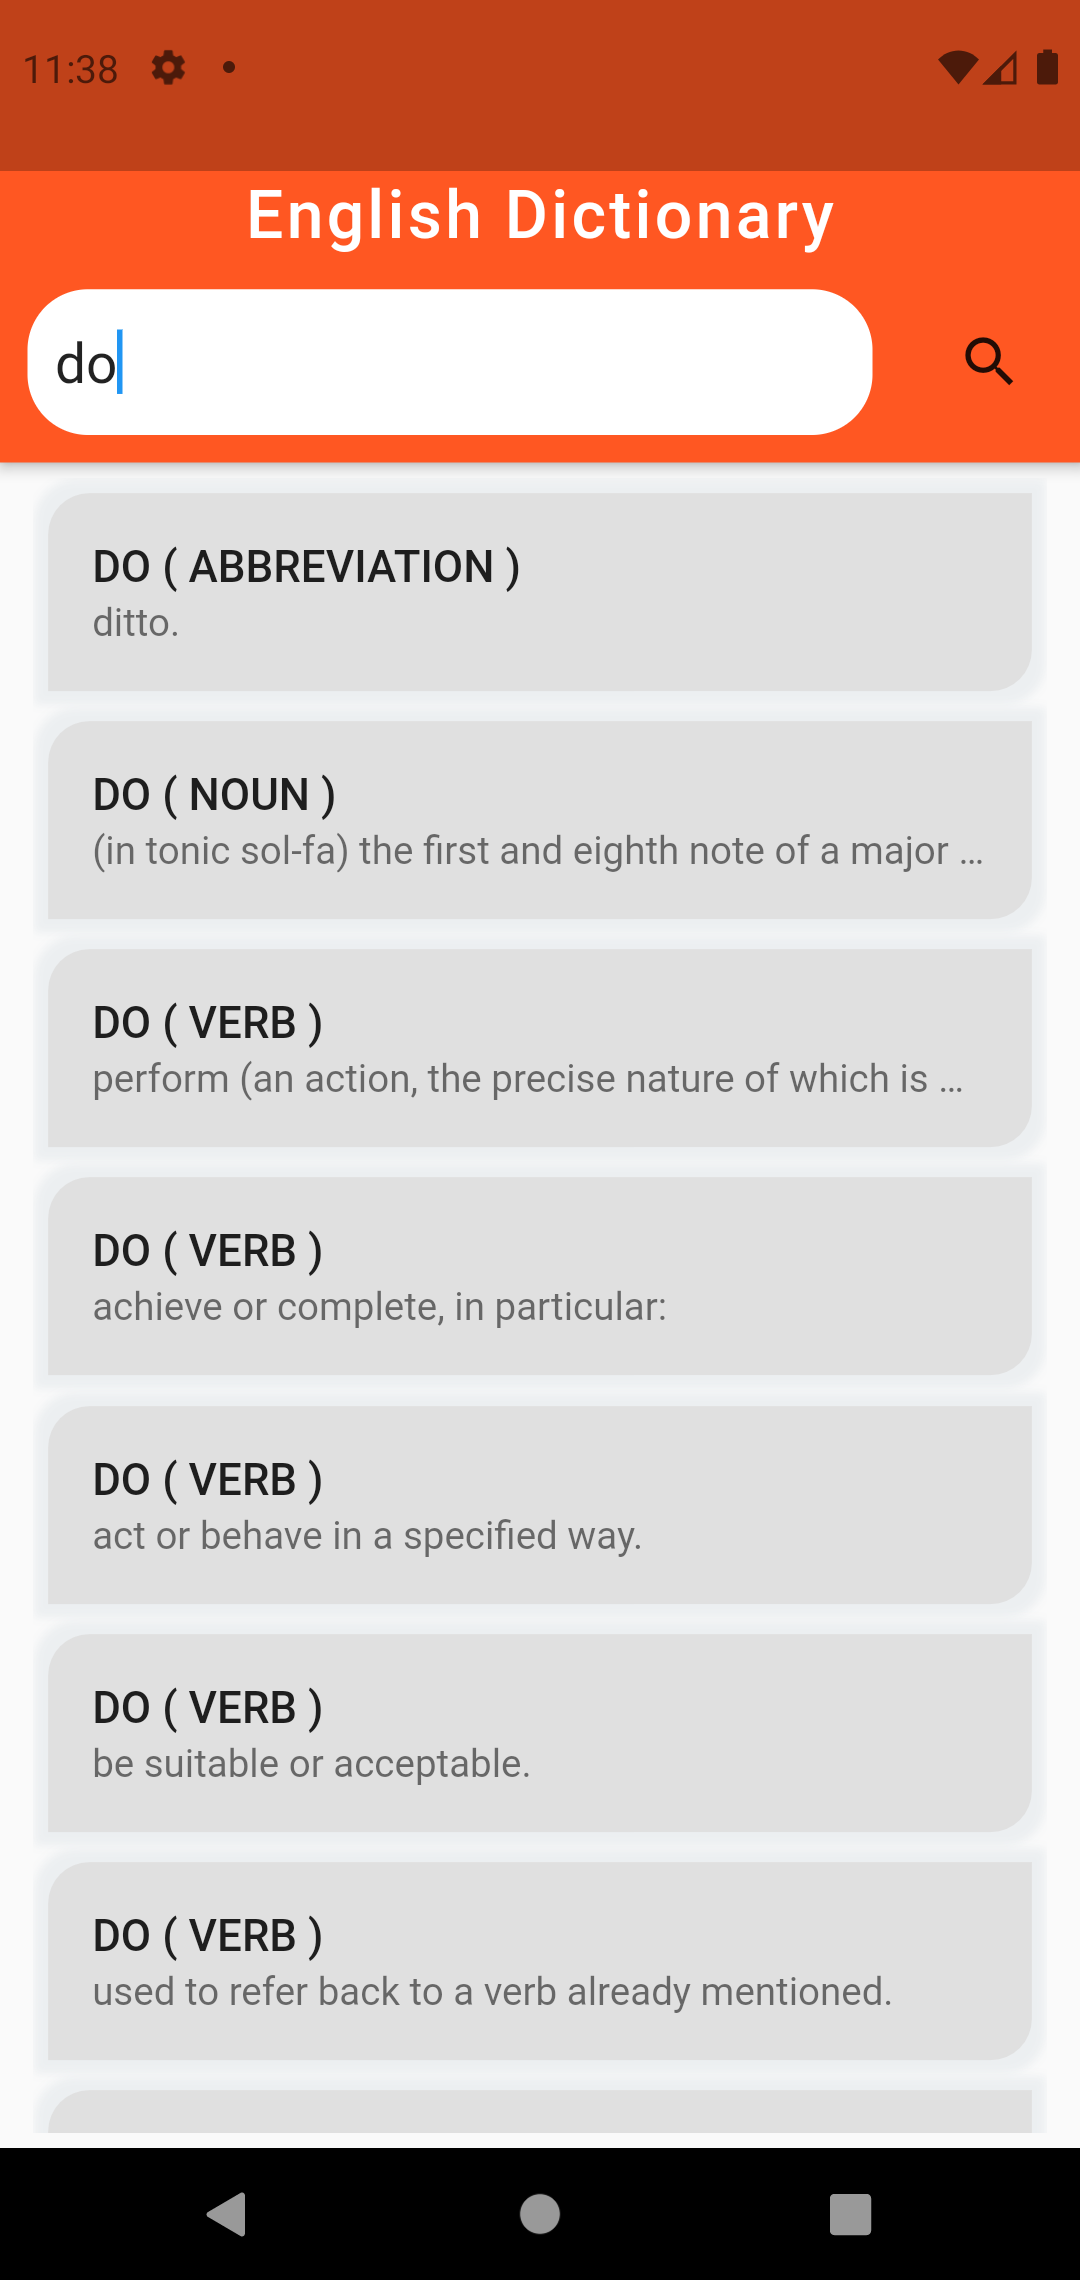 11:38
English Dictionary
do
DO ( ABBREVIATION )
ditto.
DO ( NOUN )
(in tonic sol-fa) the first and eighth note of a major ...
DO ( VERB )
perform (an action, the precise nature of which is ...
DO ( VERB )
achieve or complete, in particular:
DO ( VERB )
act or behave in a specified way.
DO ( VERB )
be suitable or acceptable.
DO ( VERB )
used to refer back to a verb already mentioned.